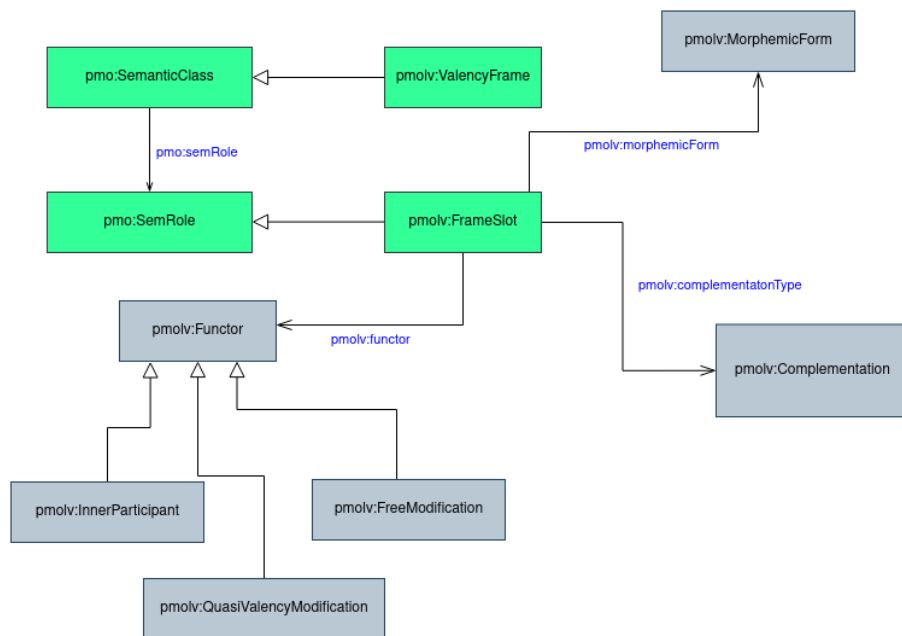 pmolv:MorphemicForm
pmo:SemanticClass
pmolv:ValencyFrame
pmolv:morphemicForm
pmo:semRole
pmo:SemRole
pmolv:FrameSlot
pmolv:complementatonType
pmolv:Functor
pmolv:functor
pmolv:Complementation
pmolv:InnerParticipant
pmolv:FreeModification
pmolv:QuasiValencyModification